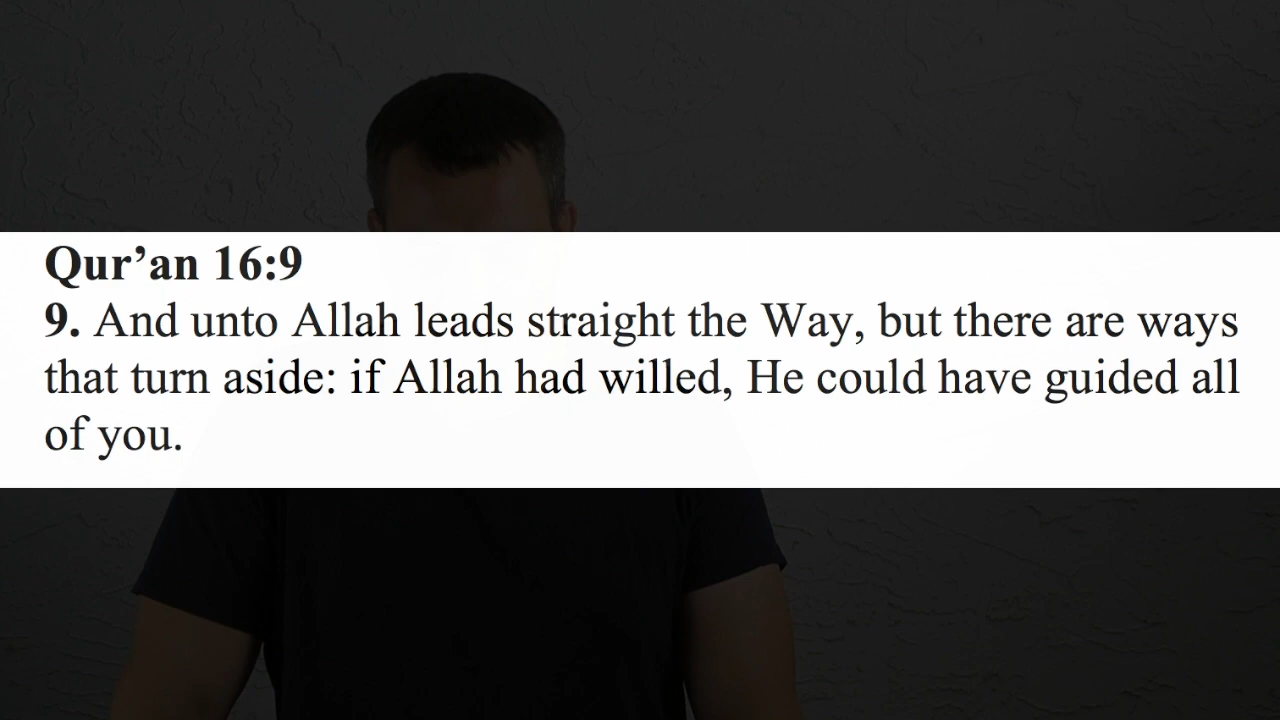 Qur’an 16:9
9. And unto Allah leads straight the Way, but there are ways
that turn aside: if Allah had willed, He could have guided all
of you.